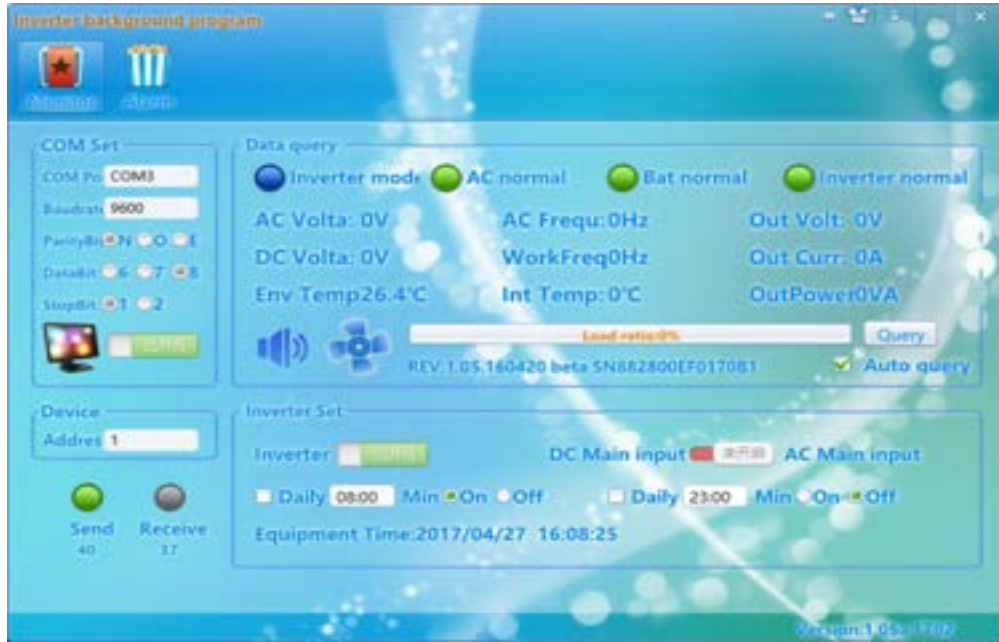 Inverter background program
Alarm
COM Set
COM Po COM3
Baudrate 9600
ParityBit N O E
DataBit 6 7 8
StopBit 1 2
Data query
Inverter mode AC normal Bat normal Inverter normal
AC Volta: 0V AC Frequ: 0Hz Out Volt: 0V
DC Volta: 0V WorkFreq0Hz Out Curr: 0A
Env Temp26.4℃ Int Temp: 0℃ OutPower0VA
Load ratio:0% Query
REV:1.05.160420 beta SN882800EF017081 Auto query
Device
Addres 1
Send Receive
40 37
Inverter Set
Inverter DC Main input 未开启 AC Main input
Daily 08:00 Min On Off Daily 23:00 Min On Off
Equipment Time:2017/04/27 16:08:25